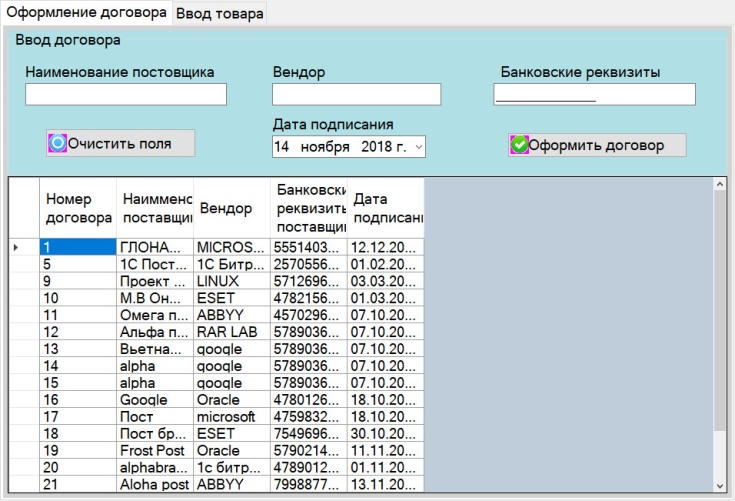 Оформление договора Ввод товара
Ввод договора
Наименование поставщика Вендор Банковские реквизиты
Дата подписания
Очистить поля 14 ноября 2018 г. Оформить договор
Номер договора Наименс поставщи Вендор Банковски реквизиты поставщи Дата подписани
1 ГЛОНА... MICROS... 5551403... 12.12.20...
5 1С Пост... 1С Битр... 2570556... 01.02.20...
9 Проект ... LINUX 5712696... 03.03.20...
10 М.В Он... ESET 4782156... 01.03.20...
11 Омега п... ABBYY 4570296... 07.10.20...
12 Альфа п... RAR LAB 5789036... 07.10.20...
13 Вьетна... google 5789036... 07.10.20...
14 alpha google 5789036... 07.10.20...
15 alpha google 5789036... 07.10.20...
16 Google Oracle 4780126... 18.10.20...
17 Пост microsoft 4759832... 18.10.20...
18 Пост бр... ESET 7549696... 30.10.20...
19 Frost Post Oracle 5790214... 11.11.20...
20 alphabra... 1с битр... 4789012... 01.11.20...
21 Aloha post ABBYY 7998877... 13.11.20...